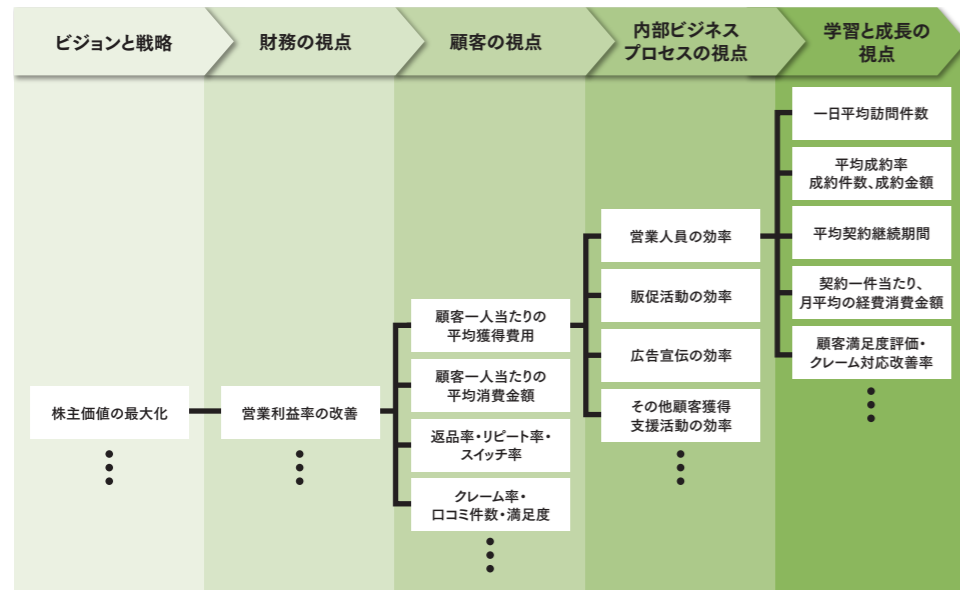 ビジョンと戦略
財務の視点
顧客の視点
内部ビジネス
プロセスの視点
学習と成長の
視点
株主価値の最大化
営業利益率の改善
顧客一人当たりの
平均獲得費用
顧客一人当たりの
平均消費金額
返品率・リピート率・
スイッチ率
クレーム率・
口コミ件数・満足度
営業人員の効率
販促活動の効率
広告宣伝の効率
その他顧客獲得
支援活動の効率
一日平均訪問件数
平均成約率
成約件数、成約金額
平均契約継続期間
契約一件当たり、
月平均の経費消費金額
顧客満足度評価・
クレーム対応改善率